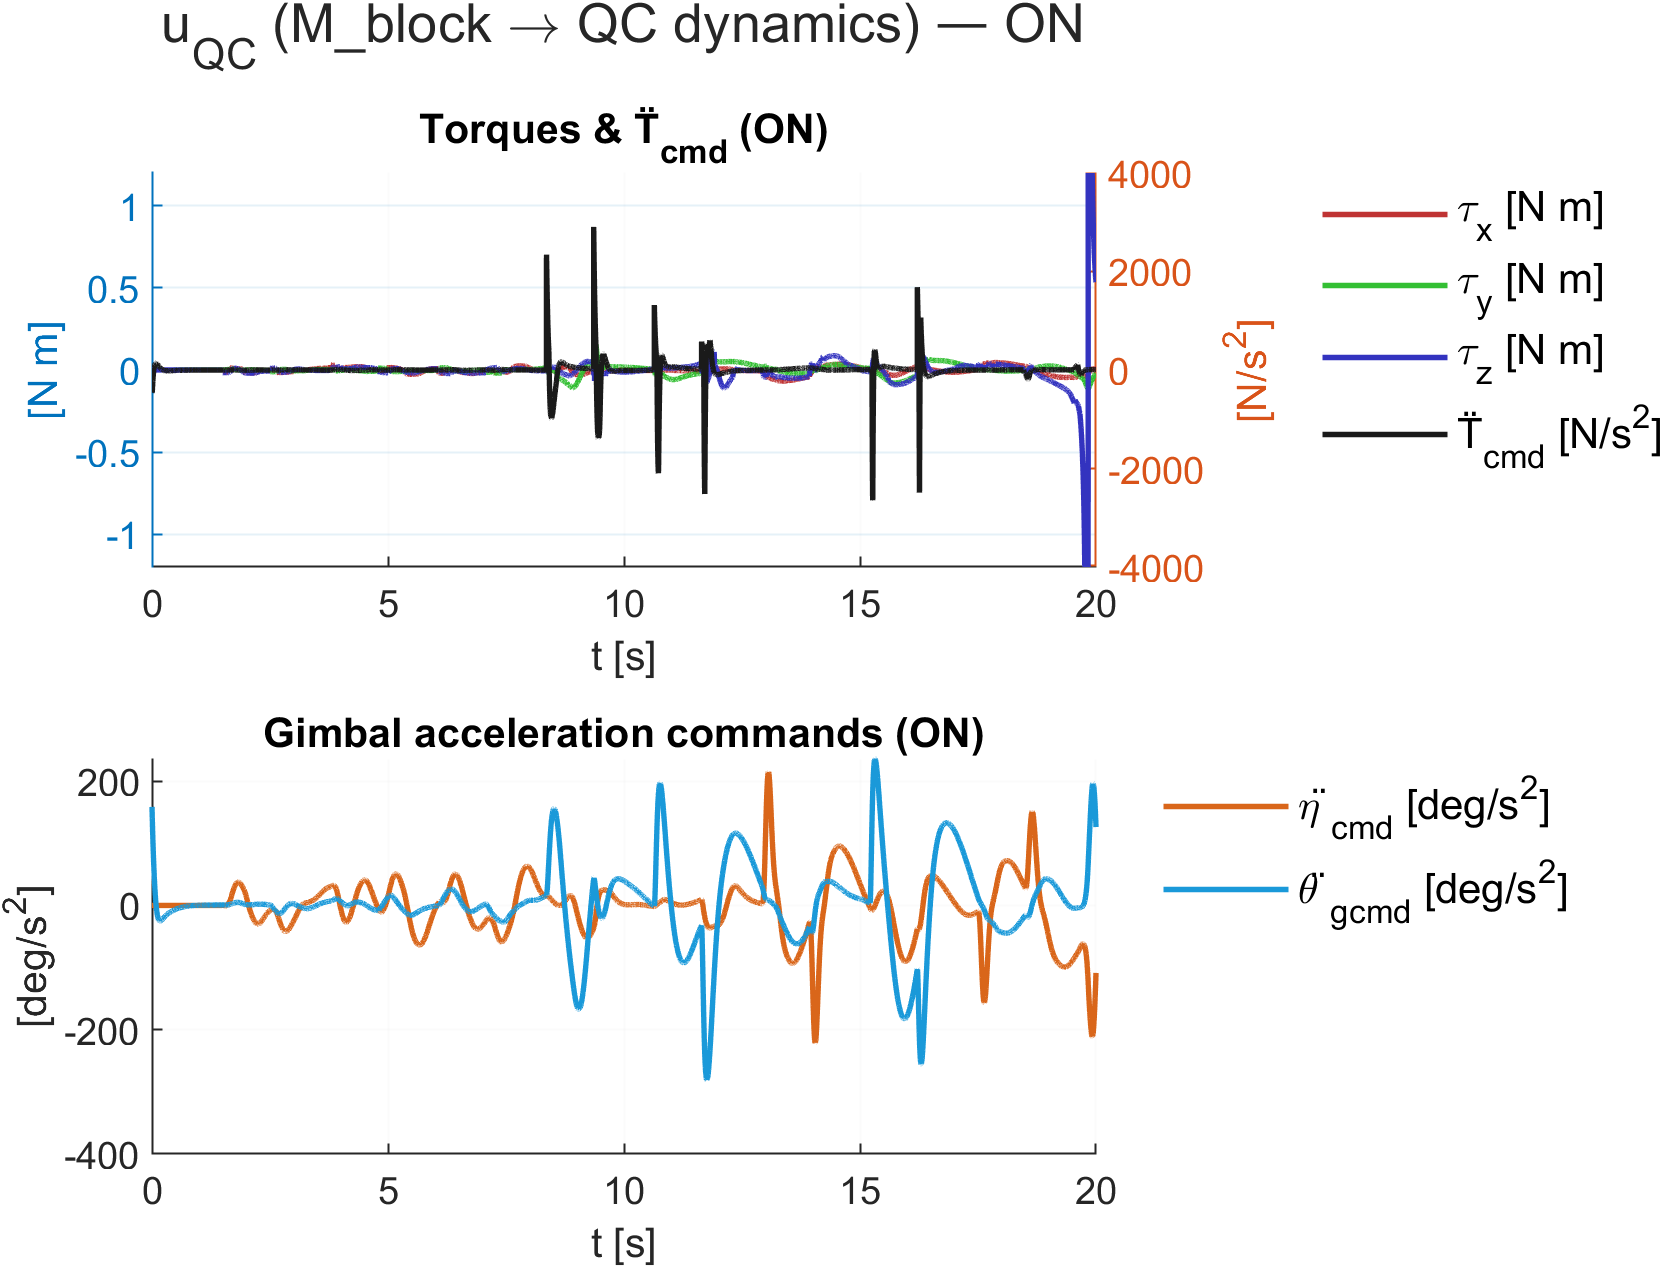 u_QC (M_block → QC dynamics) — ON
Torques & T̈_cmd (ON)
[N m]
1
0.5
0
-0.5
-1
4000
2000
0
-2000
-4000
[N/s²]
0 5 10 15 20
t [s]
τ_x [N m]
τ_y [N m]
τ_z [N m]
T̈_cmd [N/s²]
Gimbal acceleration commands (ON)
[deg/s²]
200
0
-200
-400
0 5 10 15 20
t [s]
η̈_cmd [deg/s²]
θ̈_gcmd [deg/s²]